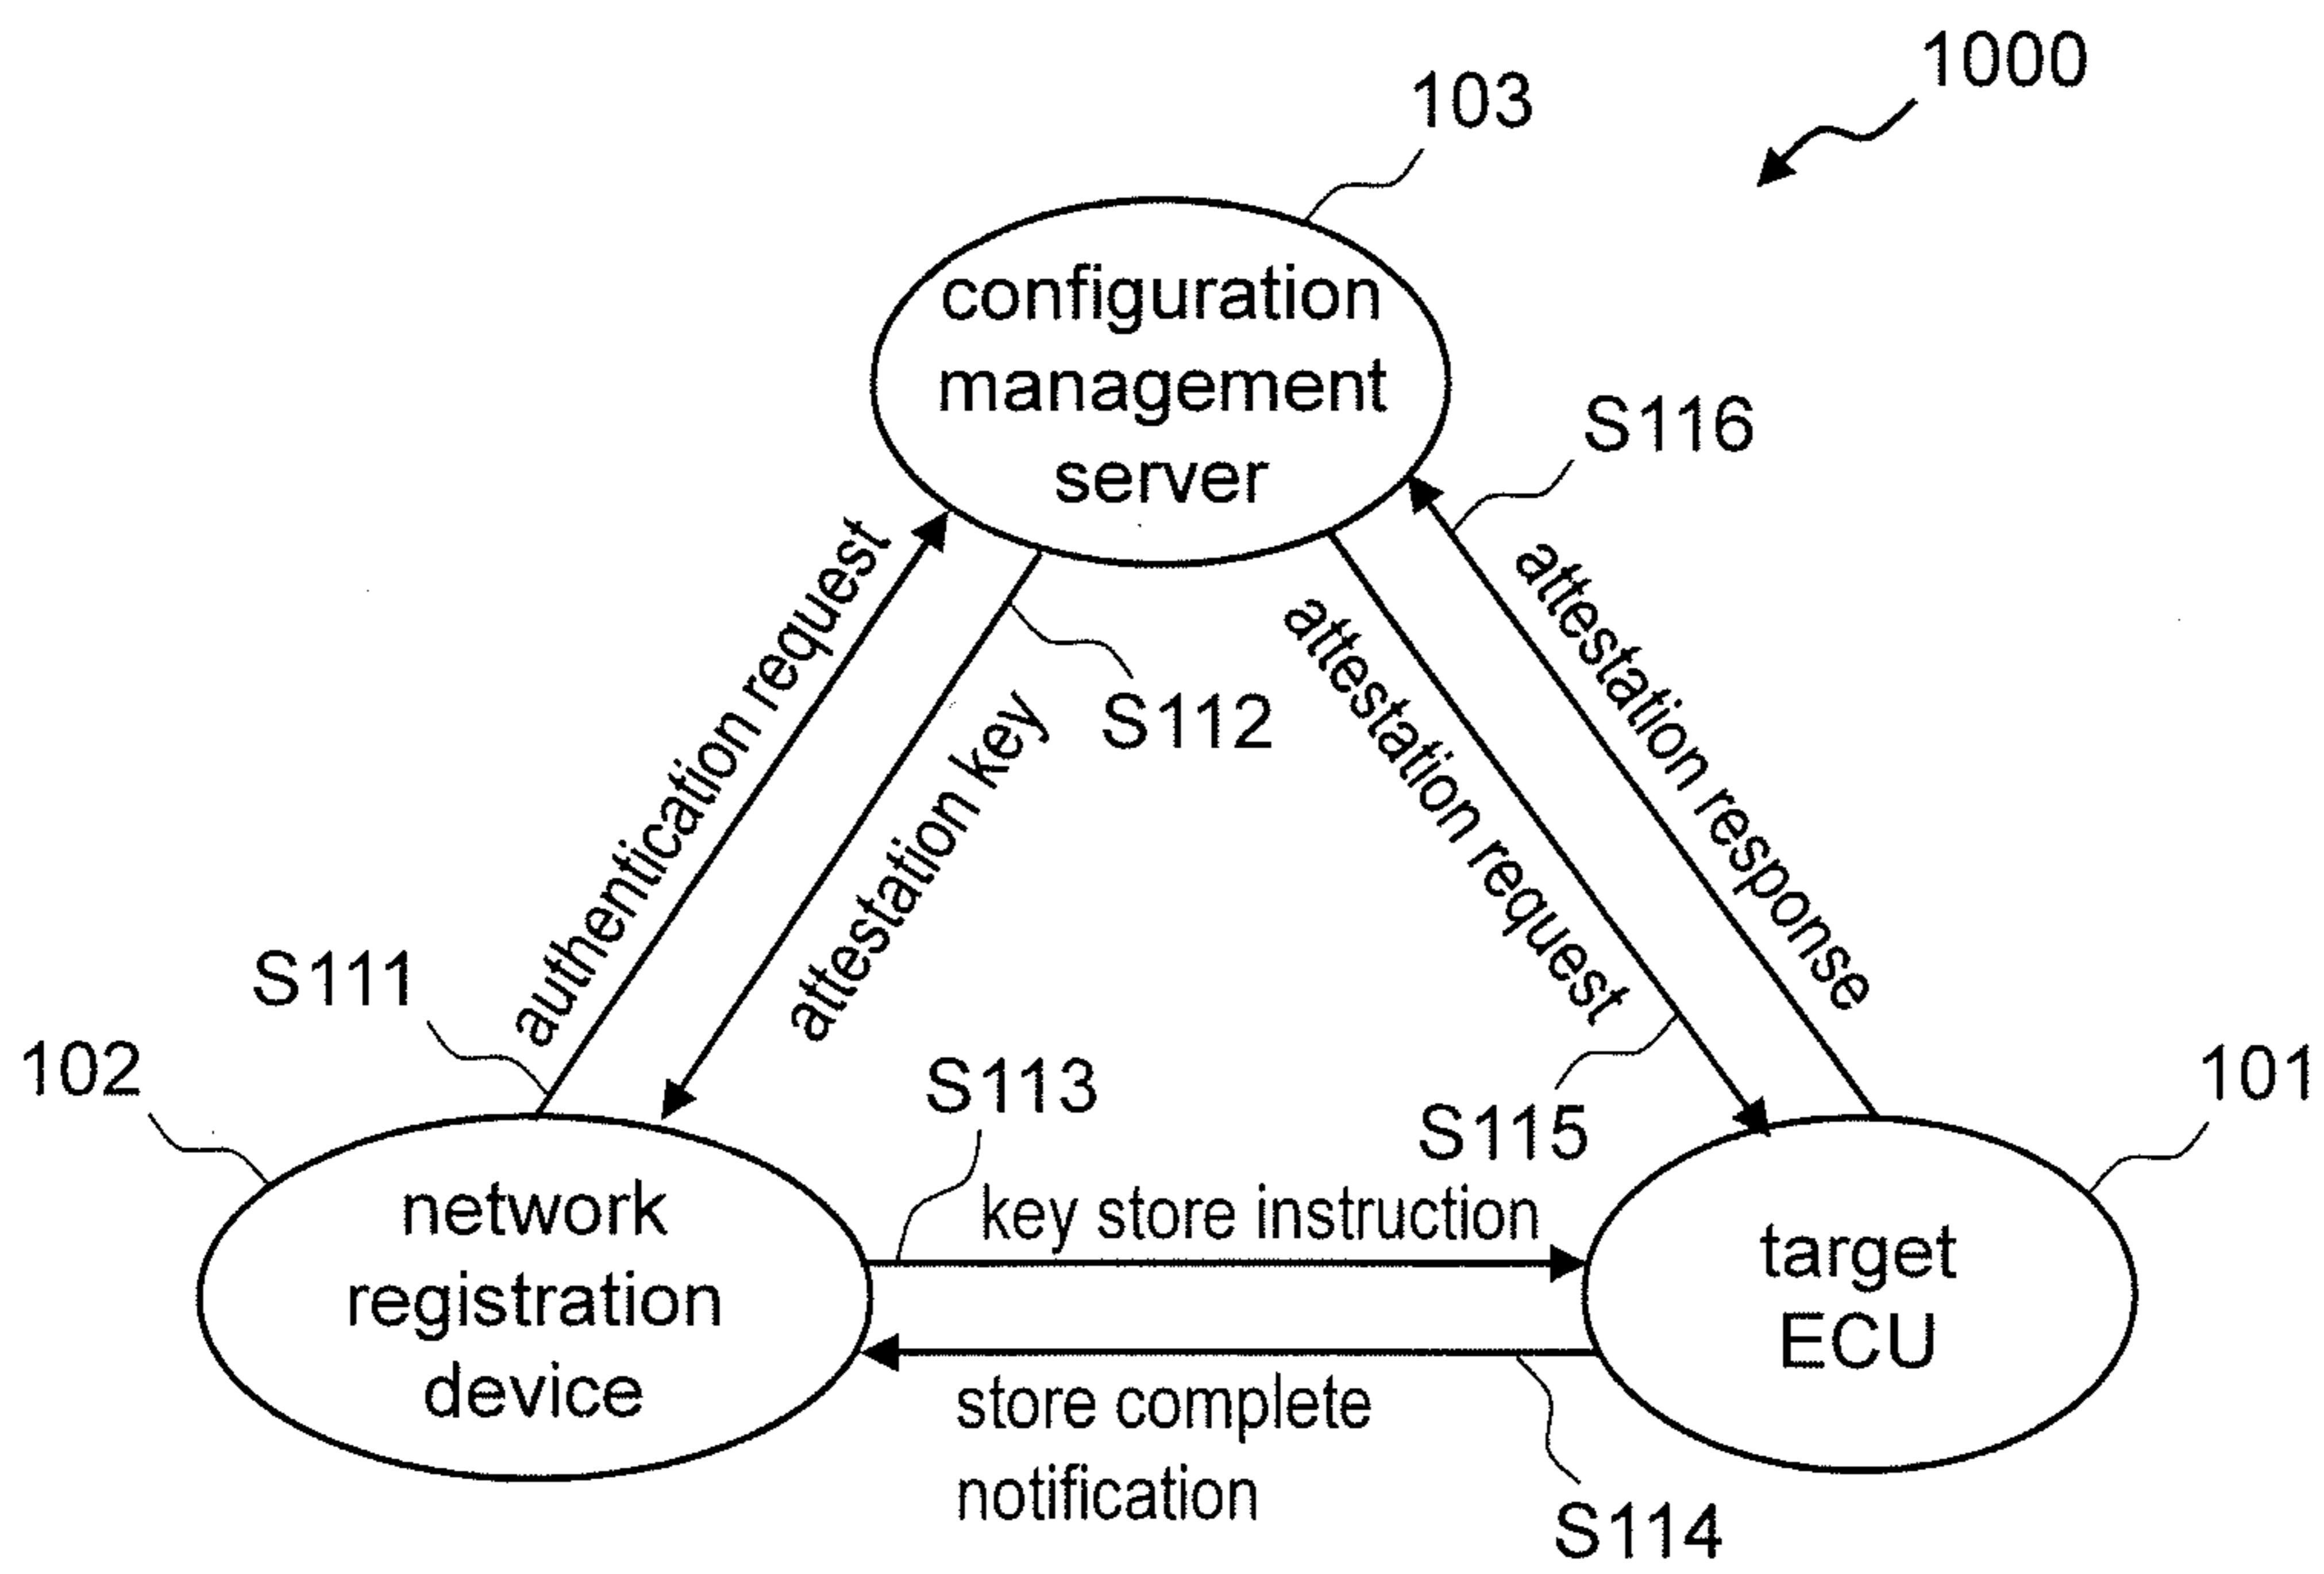 1000
103
configuration
management
server
S116
authentication request
S112
attestation key
attestation request
attestation response
S111
102
S113
S115
101
network
registration
device
key store instruction
target
ECU
store complete
notification
S114